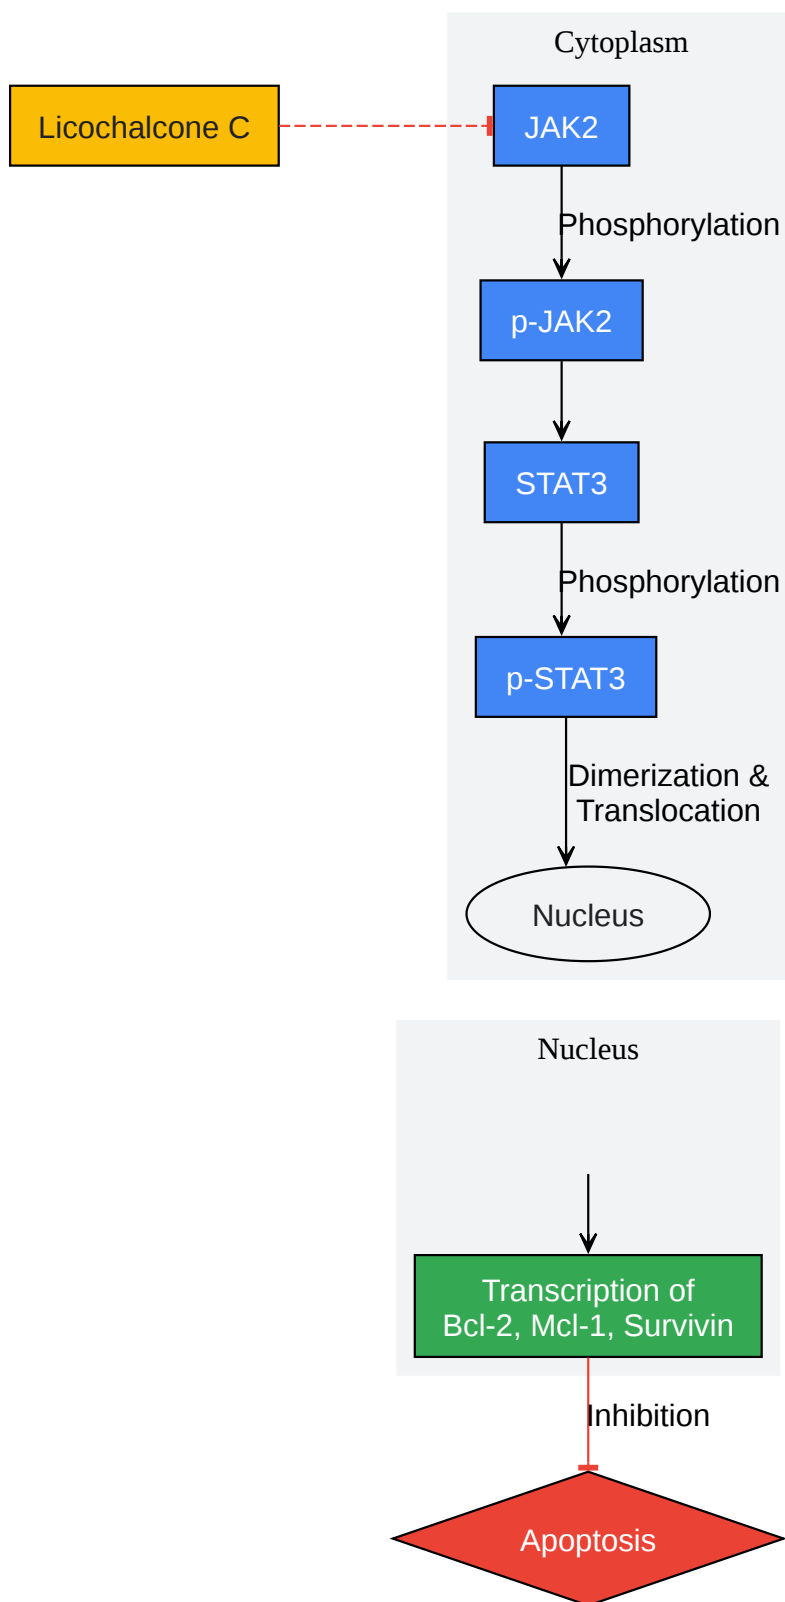 Cytoplasm
Licochalcone C
JAK2
Phosphorylation
p-JAK2
STAT3
Phosphorylation
p-STAT3
Dimerization &
Translocation
Nucleus
Nucleus
Transcription of
Bcl-2, Mcl-1, Survivin
Inhibition
Apoptosis